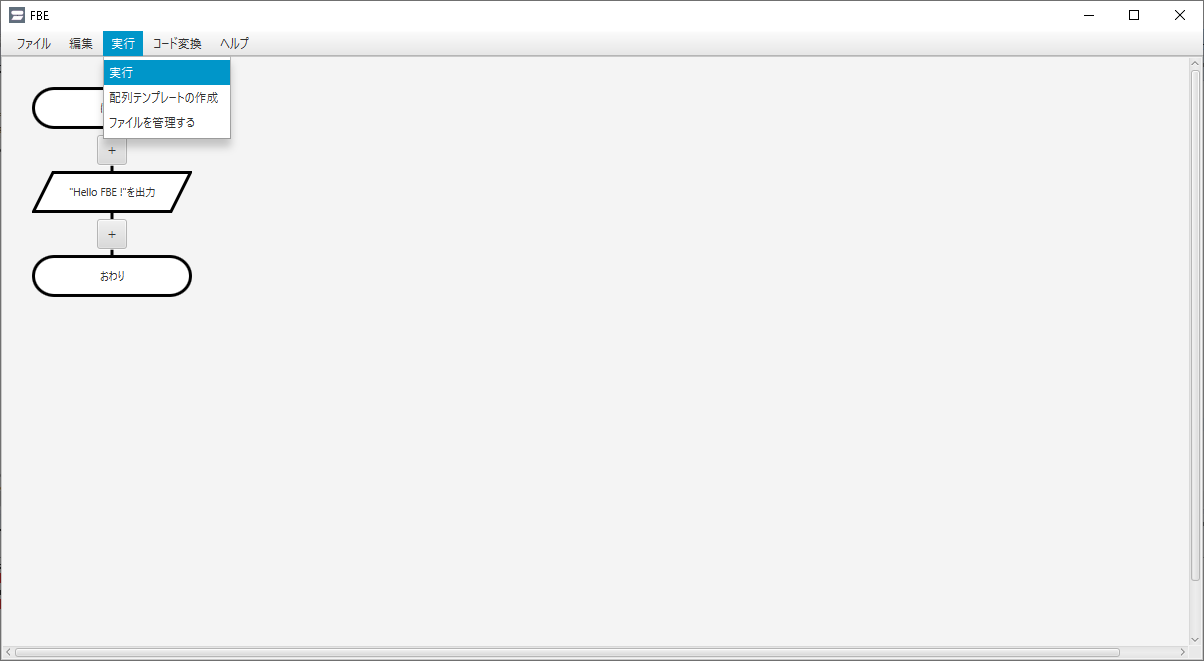 FBE
ファイル 編集 実行 コード変換 ヘルプ
実行
配列テンプレートの作成
ファイルを管理する
+
"Hello FBE !"を出力
+
おわり